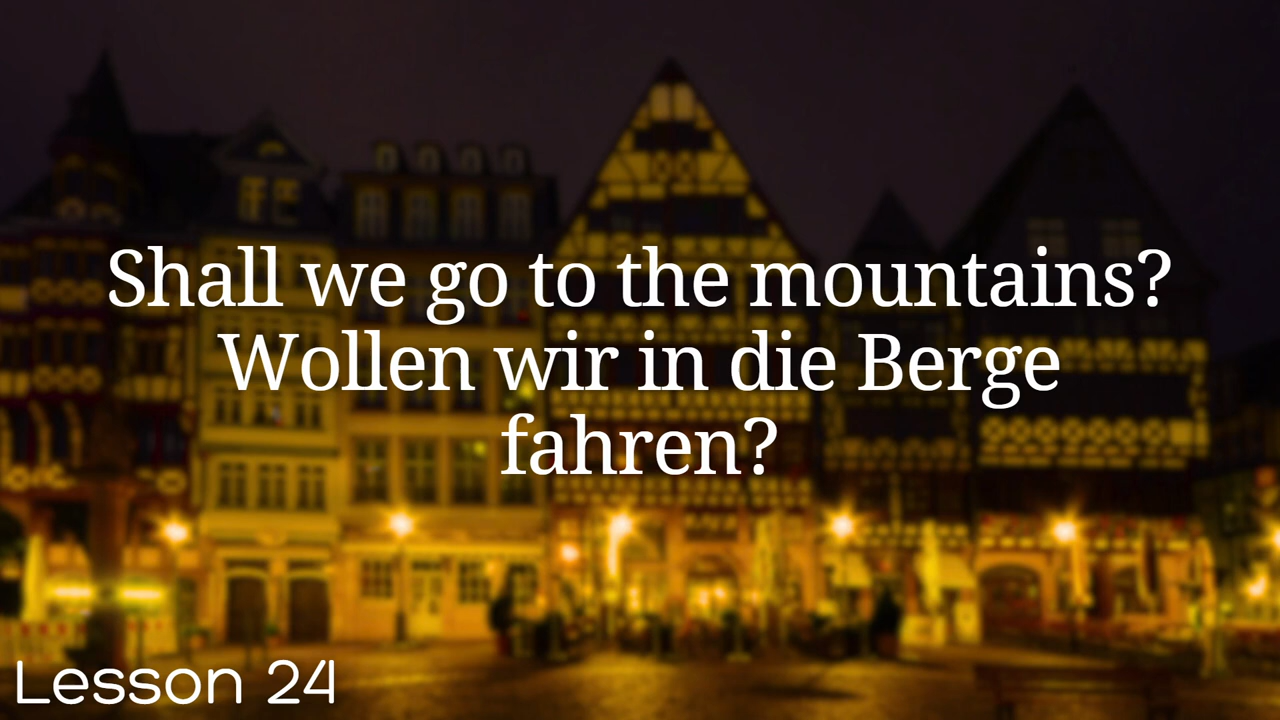 Shall we go to the mountains?
Wollen wir in die Berge
fahren?
Lesson 24